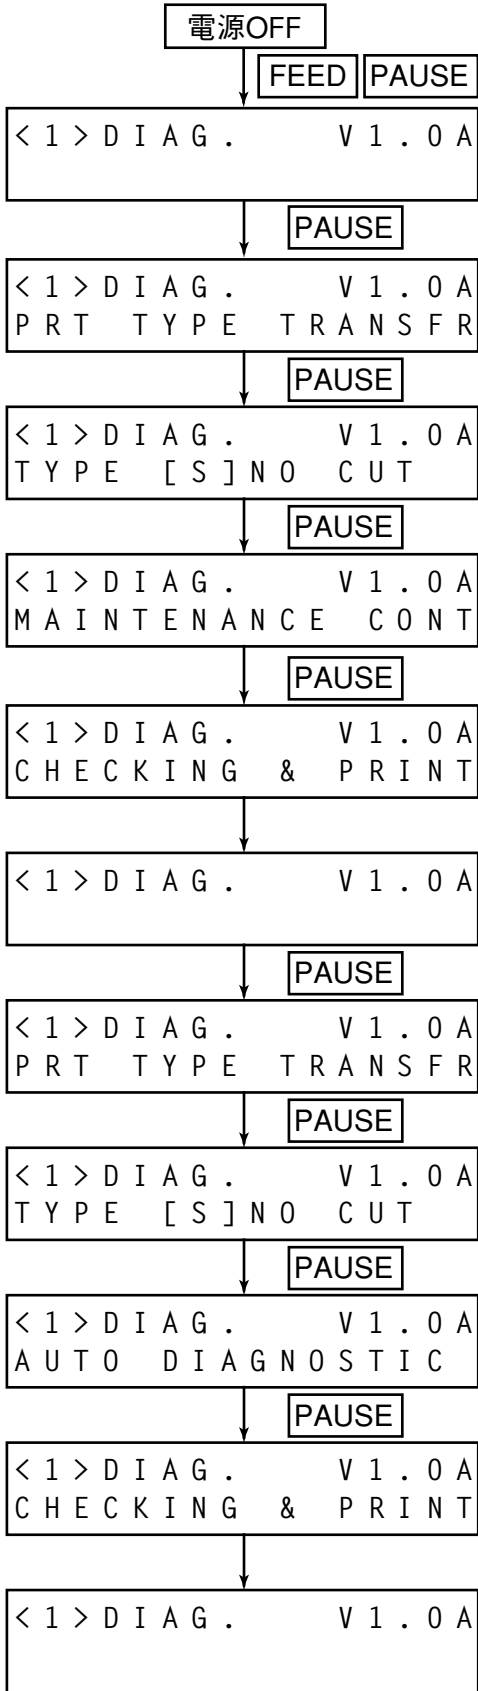 電源OFF
FEED PAUSE
<1>DIAG. V1.0A
PAUSE
<1>DIAG. V1.0A
PRT TYPE TRANSFR
PAUSE
<1>DIAG. V1.0A
TYPE [S]NO CUT
PAUSE
<1>DIAG. V1.0A
MAINTENANCE CONT
PAUSE
<1>DIAG. V1.0A
CHECKING & PRINT
<1>DIAG. V1.0A
PAUSE
<1>DIAG. V1.0A
PRT TYPE TRANSFR
PAUSE
<1>DIAG. V1.0A
TYPE [S]NO CUT
PAUSE
<1>DIAG. V1.0A
AUTO DIAGNOSTIC
PAUSE
<1>DIAG. V1.0A
CHECKING & PRINT
<1>DIAG. V1.0A